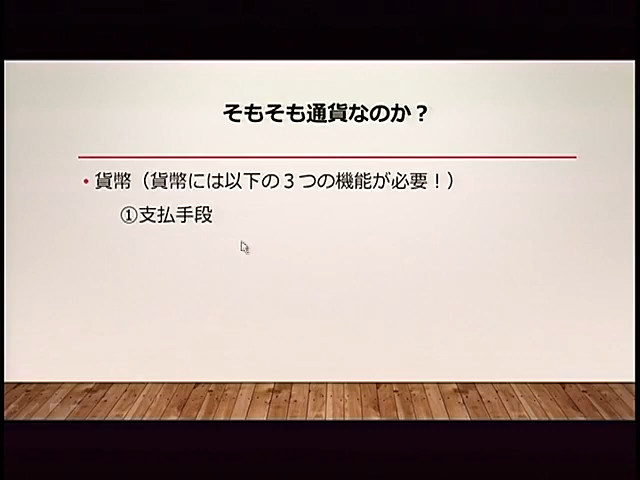 そもそも通貨なのか？
・貨幣（貨幣には以下の３つの機能が必要！）
①支払手段